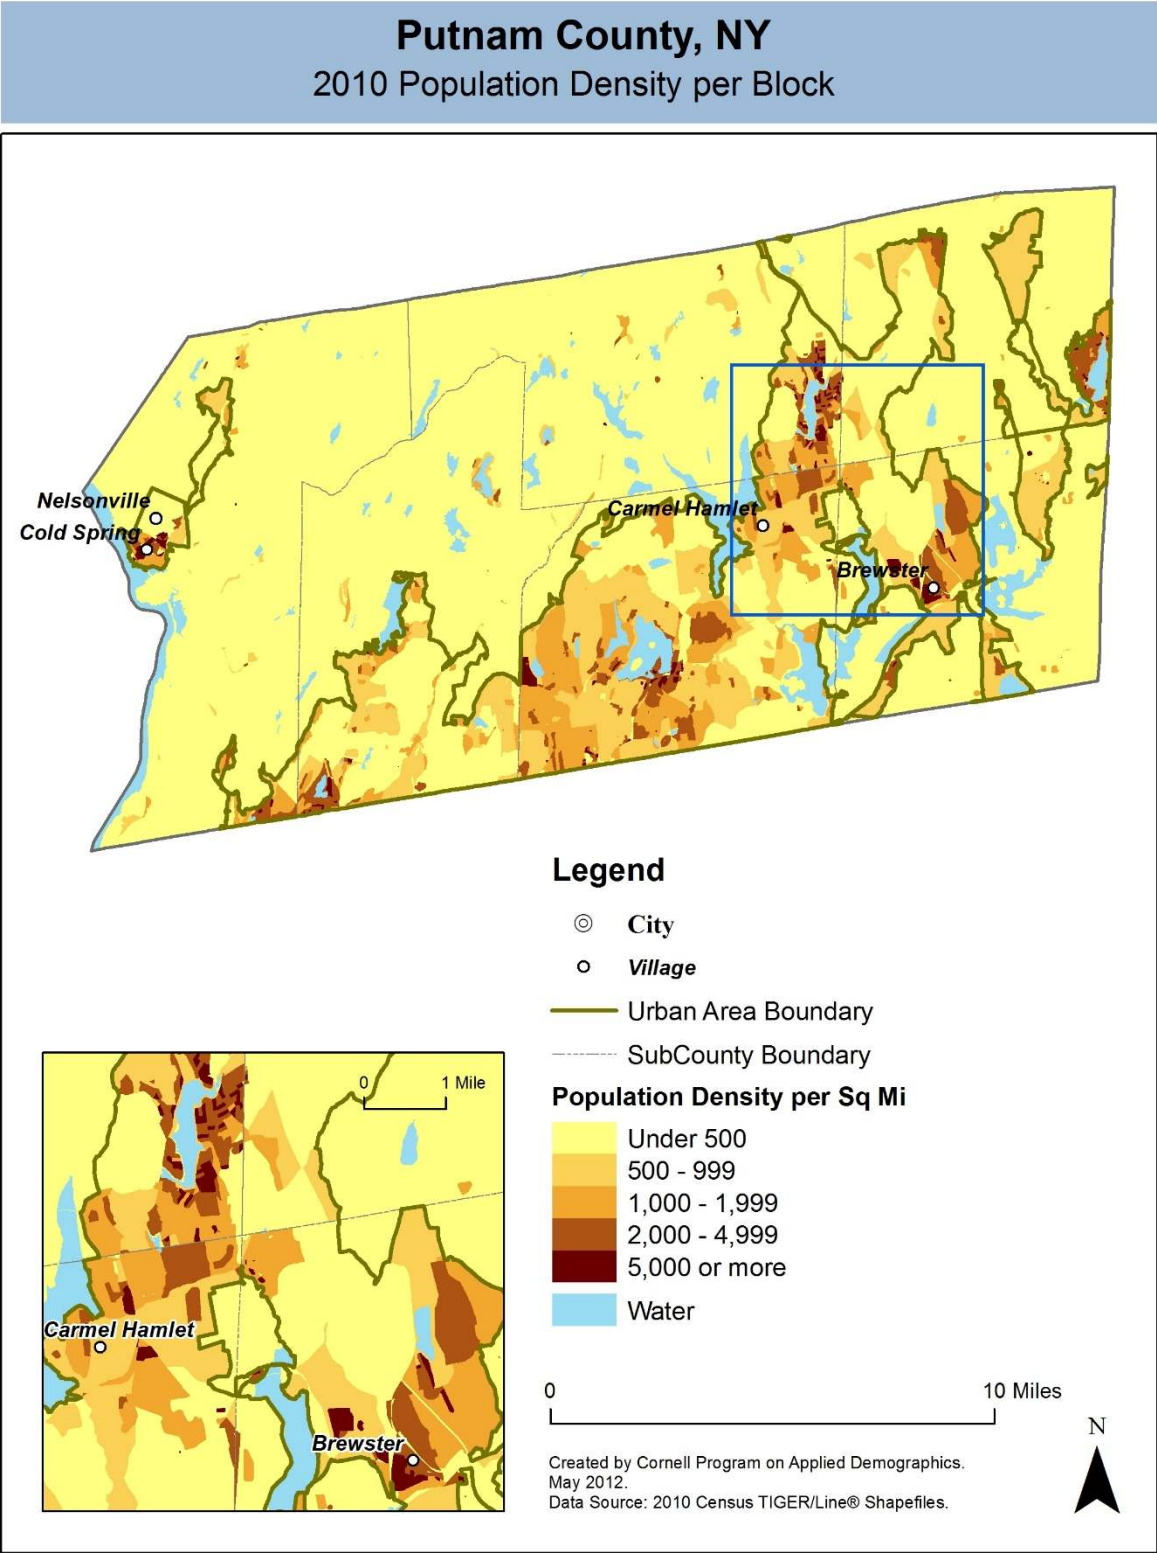 Putnam County, NY
2010 Population Density per Block
Nelsonville
Cold Spring
Carmel Hamlet
Brewster
Legend
City
Village
Urban Area Boundary
SubCounty Boundary
Population Density per Sq Mi
Under 500
500 - 999
1,000 - 1,999
2,000 - 4,999
5,000 or more
Water
0 1 Mile
Carmel Hamlet
Brewster
0 10 Miles
N
Created by Cornell Program on Applied Demographics.
May 2012.
Data Source: 2010 Census TIGER/Line® Shapefiles.